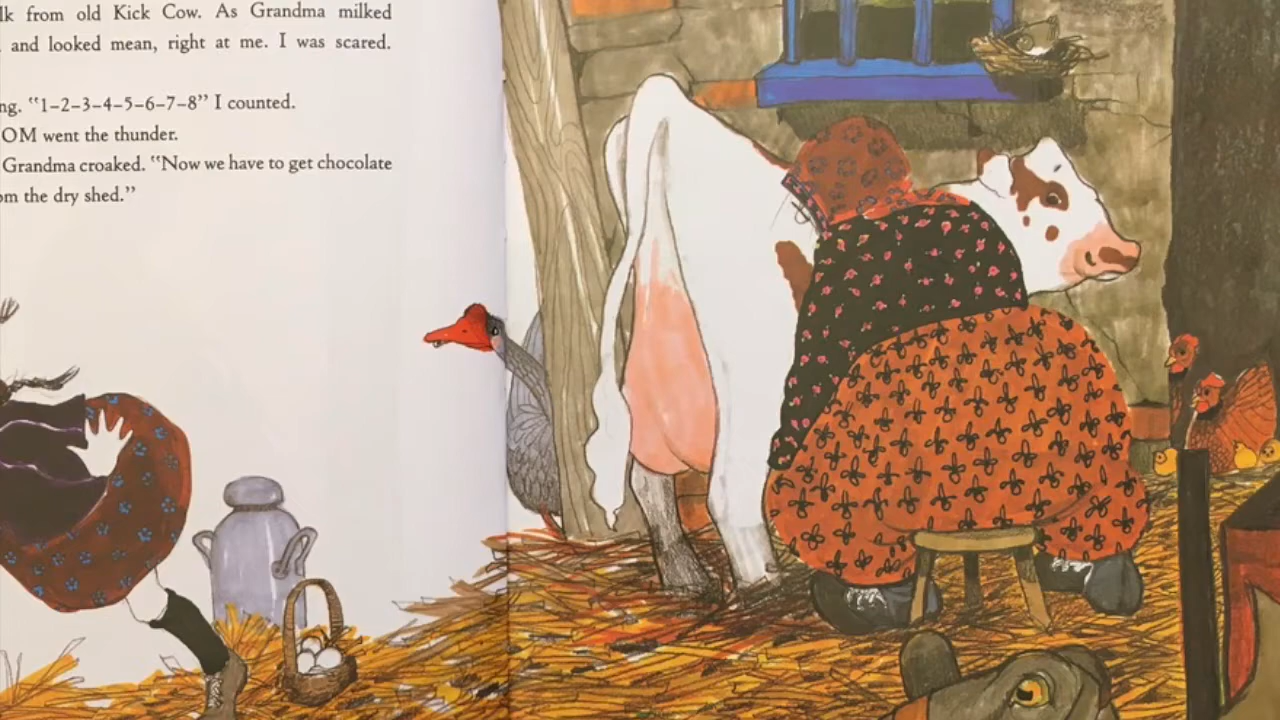 lk from old Kick Cow. As Grandma milked
, and looked mean, right at me. I was scared.
ng. “1–2–3–4–5–6–7–8” I counted.
OM went the thunder.
Grandma croaked. “Now we have to get chocolate
om the dry shed.”